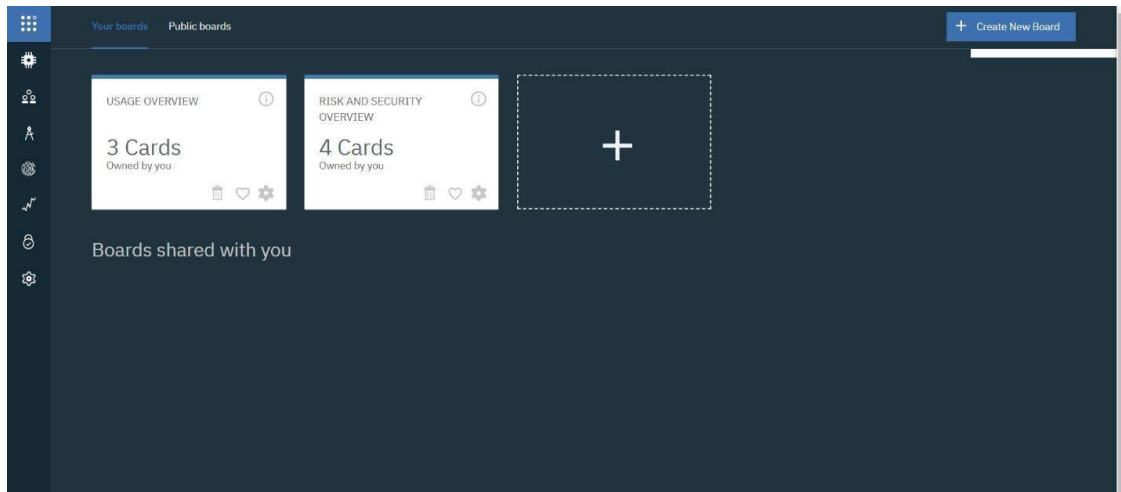 Your boards
Public boards
+ Create New Board
USAGE OVERVIEW
3 Cards
Owned by you
RISK AND SECURITY
OVERVIEW
4 Cards
Owned by you
Boards shared with you